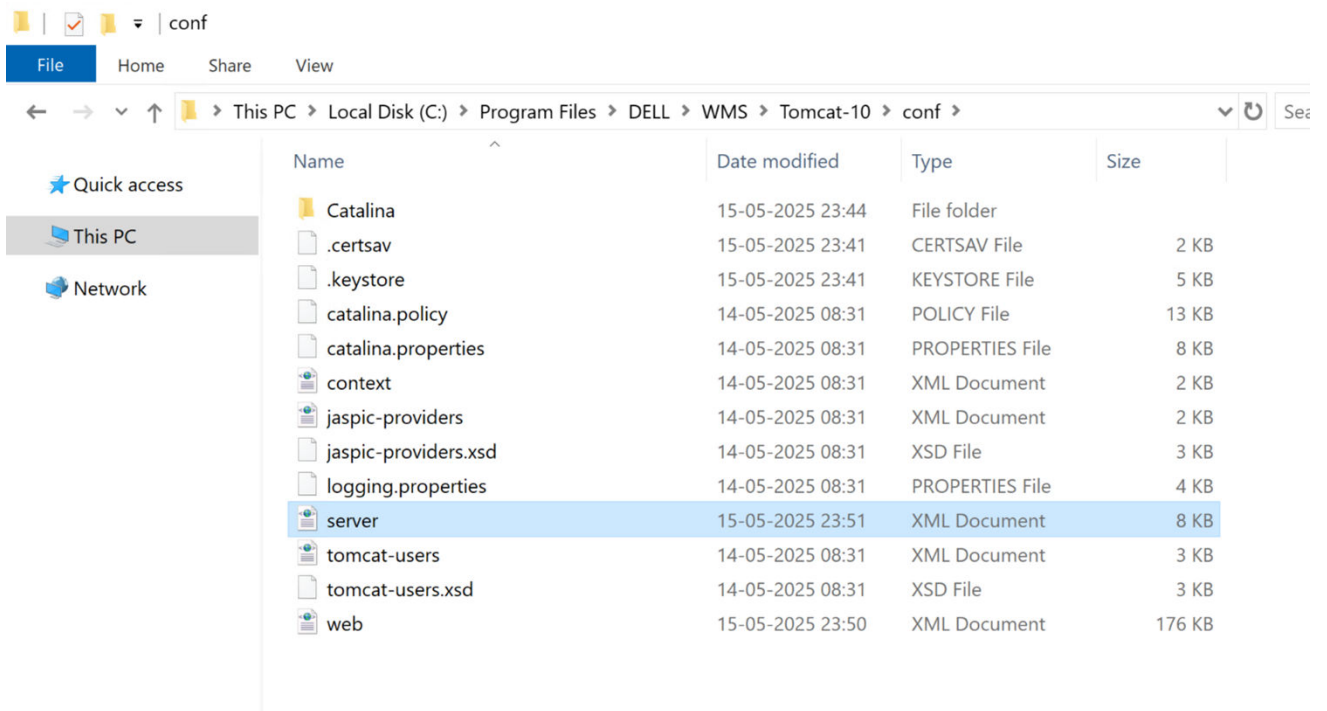 conf
File Home Share View
This PC > Local Disk (C:) > Program Files > DELL > WMS > Tomcat-10 > conf >
Name Date modified Type Size
Quick access
This PC
Network
Catalina 15-05-2025 23:44 File folder
.certsav 15-05-2025 23:41 CERTSAV File 2 KB
.keystore 15-05-2025 23:41 KEYSTORE File 5 KB
catalina.policy 14-05-2025 08:31 POLICY File 13 KB
catalina.properties 14-05-2025 08:31 PROPERTIES File 8 KB
context 14-05-2025 08:31 XML Document 2 KB
jaspic-providers 14-05-2025 08:31 XML Document 2 KB
jaspic-providers.xsd 14-05-2025 08:31 XSD File 3 KB
logging.properties 14-05-2025 08:31 PROPERTIES File 4 KB
server 15-05-2025 23:51 XML Document 8 KB
tomcat-users 14-05-2025 08:31 XML Document 3 KB
tomcat-users.xsd 14-05-2025 08:31 XSD File 3 KB
web 15-05-2025 23:50 XML Document 176 KB